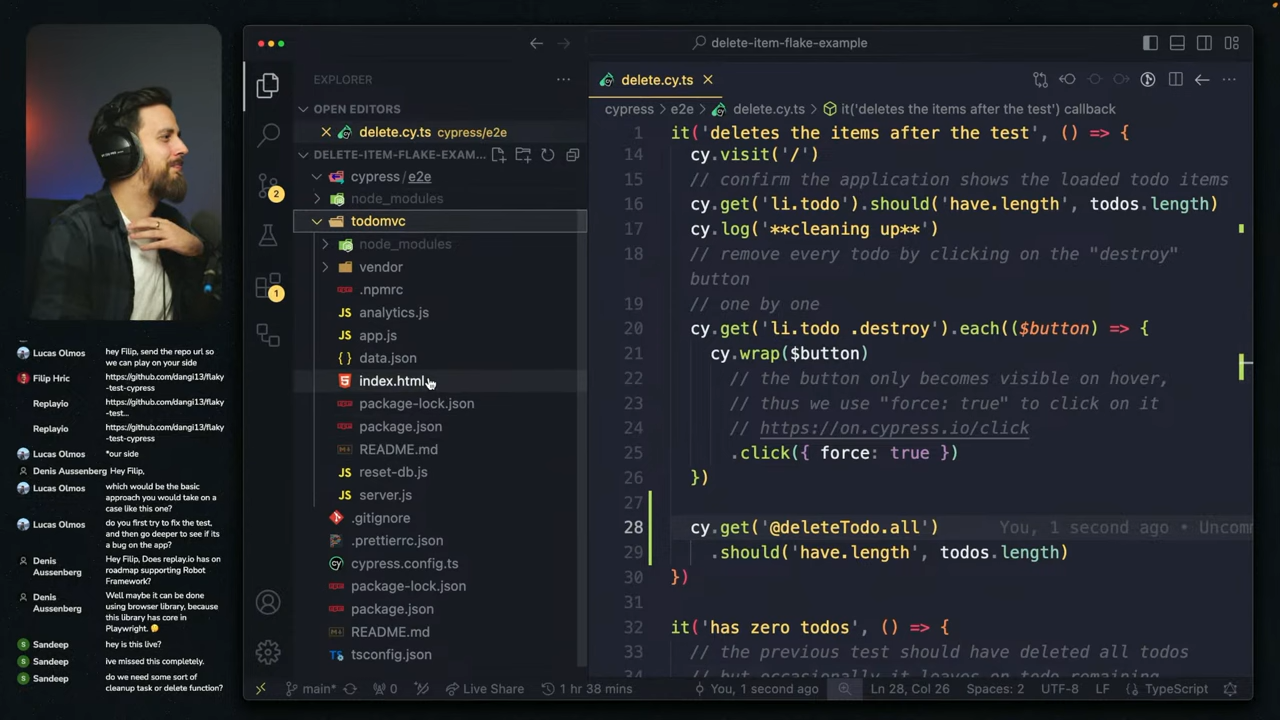 delete-item-flake-example
EXPLORER
OPEN EDITORS
delete.cy.ts cypress/e2e
DELETE-ITEM-FLAKE-EXAM...
cypress / e2e
node_modules
todomvc
node_modules
vendor
.npmrc
JS analytics.js
JS app.js
{} data.json
index.html
package-lock.json
package.json
README.md
JS reset-db.js
JS server.js
.gitignore
.prettierrc.json
cypress.config.ts
package-lock.json
package.json
README.md
tsconfig.json
2
1
delete.cy.ts
cypress > e2e > delete.cy.ts > it('deletes the items after the test') callback
1 it('deletes the items after the test', () => {
14 cy.visit('/')
15 // confirm the application shows the loaded todo items
16 cy.get('li.todo').should('have.length', todos.length)
17 cy.log('**cleaning up**')
18 // remove every todo by clicking on the "destroy"
button
19 // one by one
20 cy.get('li.todo .destroy').each(($button) => {
21 cy.wrap($button)
22 // the button only becomes visible on hover,
23 // thus we use "force: true" to click on it
24 // https://on.cypress.io/click
25 .click({ force: true })
26 })
27
28 cy.get('@deleteTodo.all') You, 1 second ago • Uncomm
29 .should('have.length', todos.length)
30 })
31
32 it('has zero todos', () => {
33 // the previous test should have deleted all todos
main* 0 Live Share 1 hr 38 mins You, 1 second ago Ln 28, Col 26 Spaces: 2 UTF-8 LF {} TypeScript
Lucas Olmos hey Filip, send the repo url so
we can play on your side
Filip Hric https://github.com/dangi13/flaky
-test-cypress
Replayio https://github.com/dangi13/flaky
-test...
Replayio https://github.com/dangi13/flaky
-test-cypress
Lucas Olmos *our side
Denis Aussenberg Hey Filip,
Lucas Olmos which would be the basic
approach you would take on a
case like this one?
Lucas Olmos do you first try to fix the test,
and then go deeper to see if its
a bug on the app?
Denis Aussenberg Hey Filip, Does replay.io has on
roadmap supporting Robot
Framework?
Denis Aussenberg Well maybe it can be done
using browser library, because
this library has core in
Playwright.
S Sandeep hey is this live?
S Sandeep ive missed this completely.
S Sandeep do we need some sort of
cleanup task or delete function?